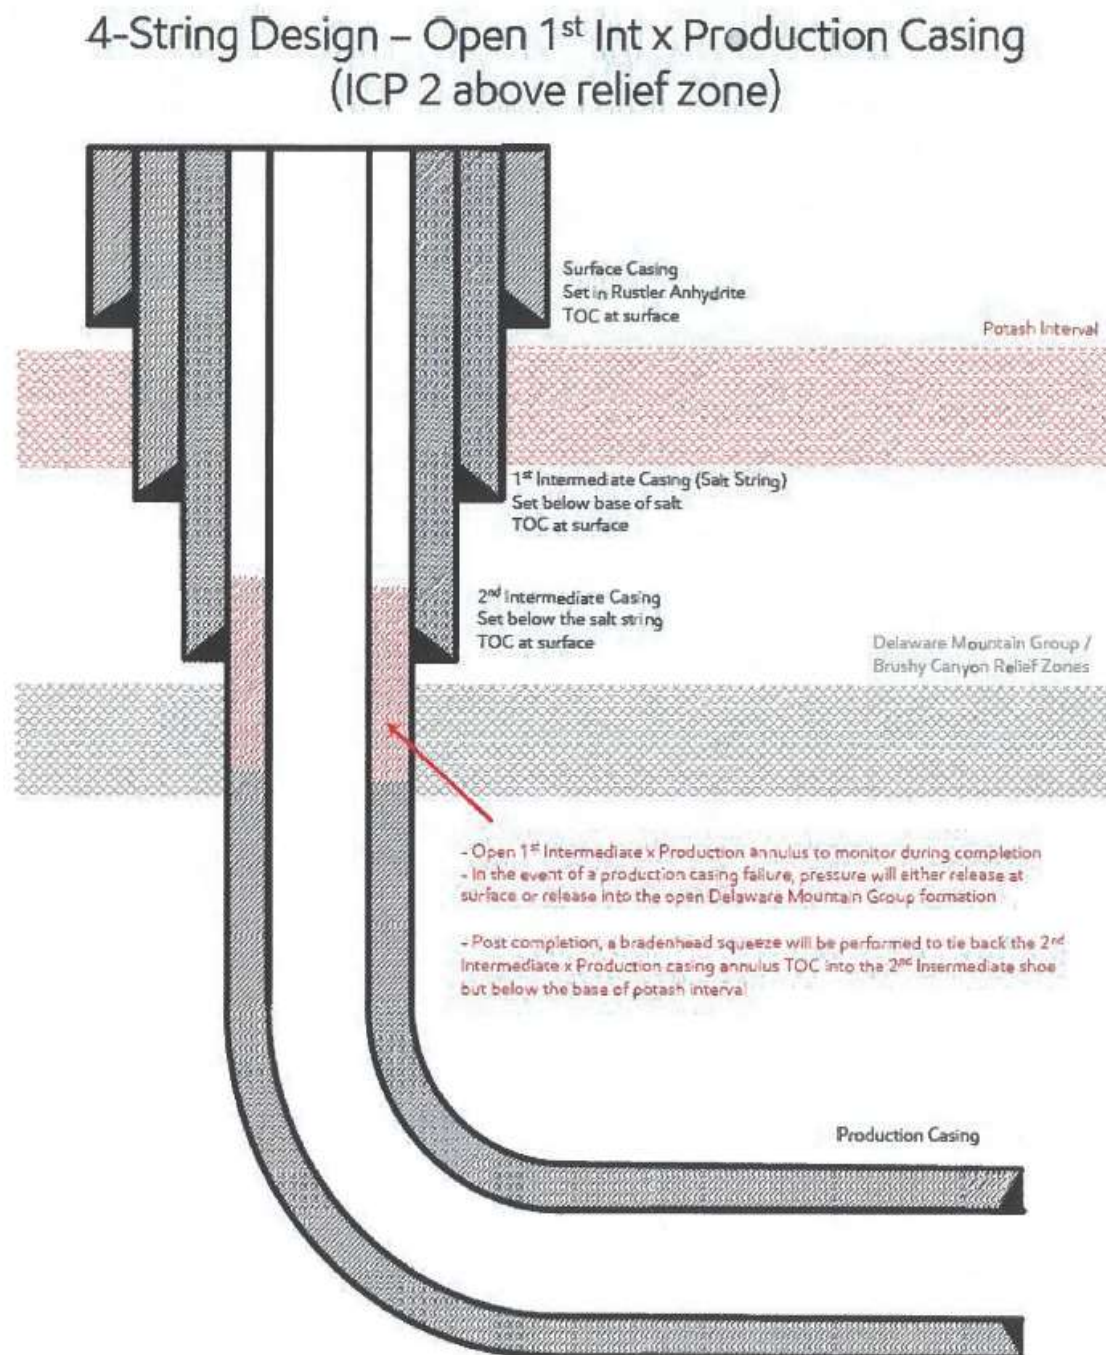 4-String Design – Open 1st Int x Production Casing
(ICP 2 above relief zone)
Surface Casing
Set in Rustler Anhydrite
TOC at surface
Potash Interval
1st Intermediate Casing (Salt String)
Set below base of salt
TOC at surface
2nd Intermediate Casing
Set below the salt string
TOC at surface
Delaware Mountain Group /
Brushy Canyon Relief Zones
- Open 1st Intermediate x Production annulus to monitor during completion
- In the event of a production casing failure, pressure will either release at
surface or release into the open Delaware Mountain Group formation
- Post completion, a bradenhead squeeze will be performed to tie back the 2nd
Intermediate x Production casing annulus TOC into the 2nd Intermediate shoe
but below the base of potash interval
Production Casing